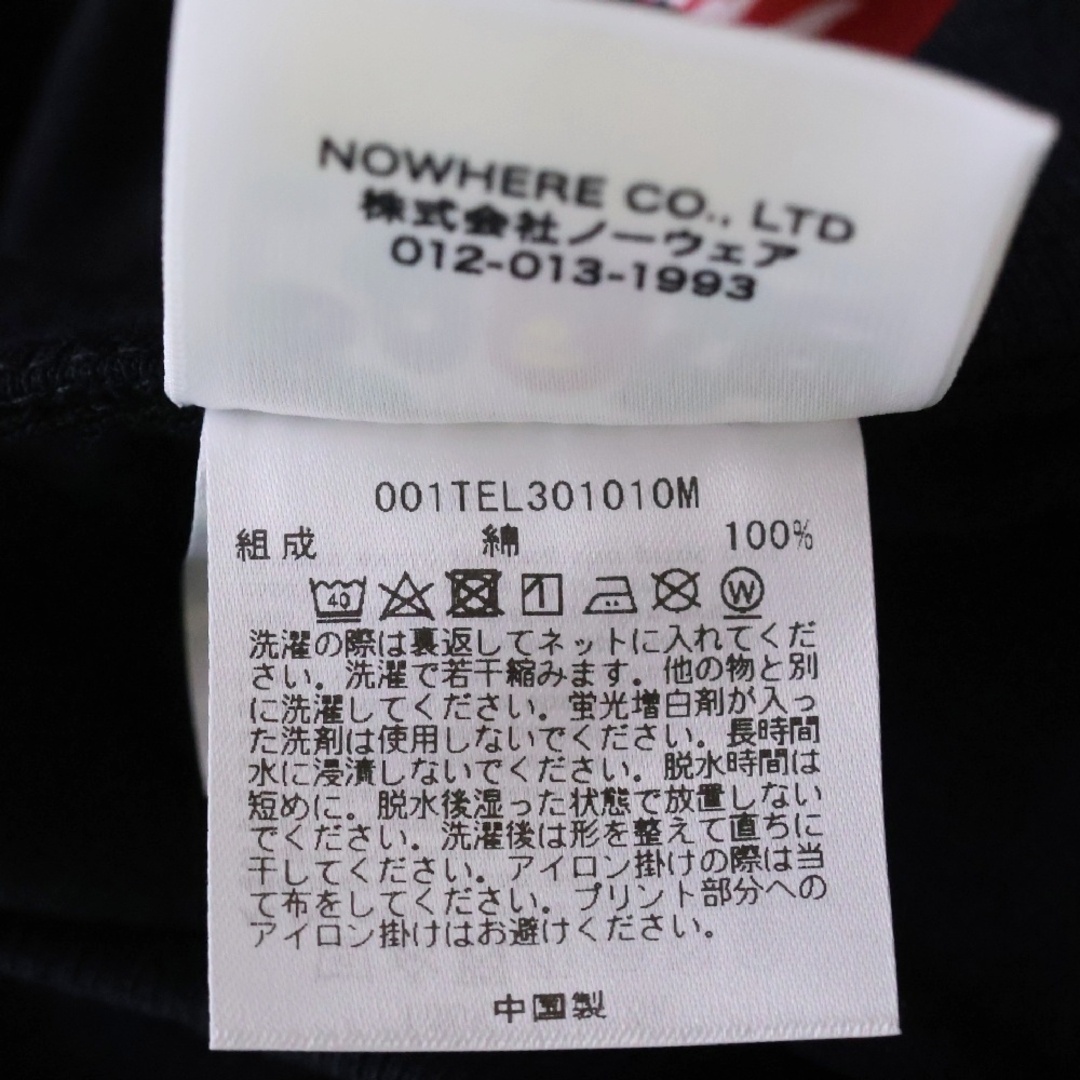 NOWHERE CO., LTD
株式会社ノーウェア
012-013-1993
001TEL301010M
組成 綿 100%
40 W
洗濯の際は裏返してネットに入れてくだ
さい。洗濯で若干縮みます。他の物と別
に洗濯してください。蛍光増白剤が入っ
た洗剤は使用しないでください。長時間
水に浸漬しないでください。脱水時間は
短めに。脱水後湿った状態で放置しない
でください。洗濯後は形を整えて直ちに
干してください。アイロン掛けの際は当
て布をしてください。プリント部分への
アイロン掛けはお避けください。
中国製